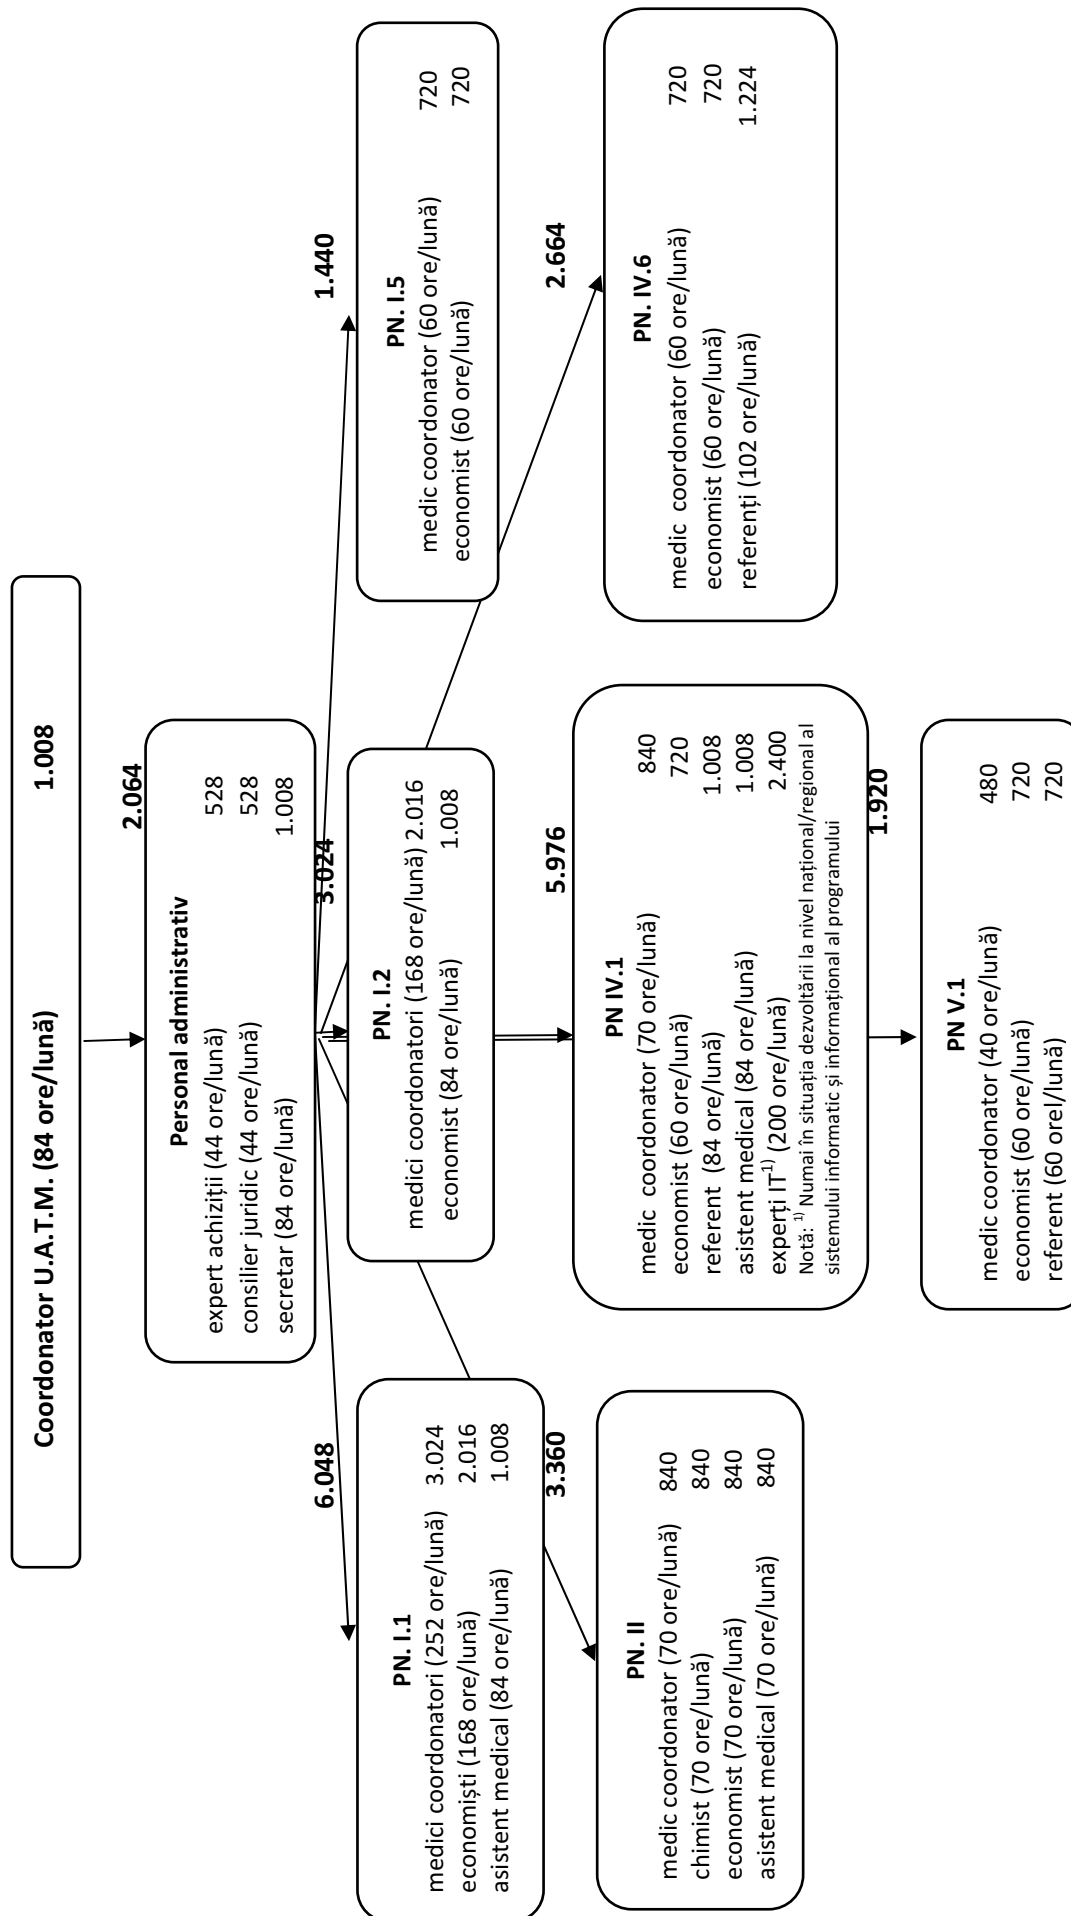 Coordonator U.A.T.M. (84 ore/lună) 1.008
2.064
Personal administrativ
expert achiziții (44 ore/lună) 528
consilier juridic (44 ore/lună) 528
secretar (84 ore/lună) 1.008
6.048
PN. I.1
medici coordonatori (252 ore/lună) 3.024
economiști (168 ore/lună) 2.016
asistent medical (84 ore/lună) 1.008
3.024
PN. I.2
medici coordonatori (168 ore/lună) 2.016
economist (84 ore/lună) 1.008
1.440
PN. I.5
medic coordonator (60 ore/lună) 720
economist (60 ore/lună) 720
3.360
PN. II
medic coordonator (70 ore/lună) 840
chimist (70 ore/lună) 840
economist (70 ore/lună) 840
asistent medical (70 ore/lună) 840
5.976
PN IV.1
medic coordonator (70 ore/lună) 840
economist (60 ore/lună) 720
referent (84 ore/lună) 1.008
asistent medical (84 ore/lună) 1.008
experți IT1) (200 ore/lună) 2.400
Notă: 1) Numai în situația dezvoltării la nivel național/regional al
sistemului informatic și informațional al programului
2.664
PN. IV.6
medic coordonator (60 ore/lună) 720
economist (60 ore/lună) 720
referenți (102 ore/lună) 1.224
1.920
PN V.1
medic coordonator (40 ore/lună) 480
economist (60 ore/lună) 720
referent (60 orel/lună) 720